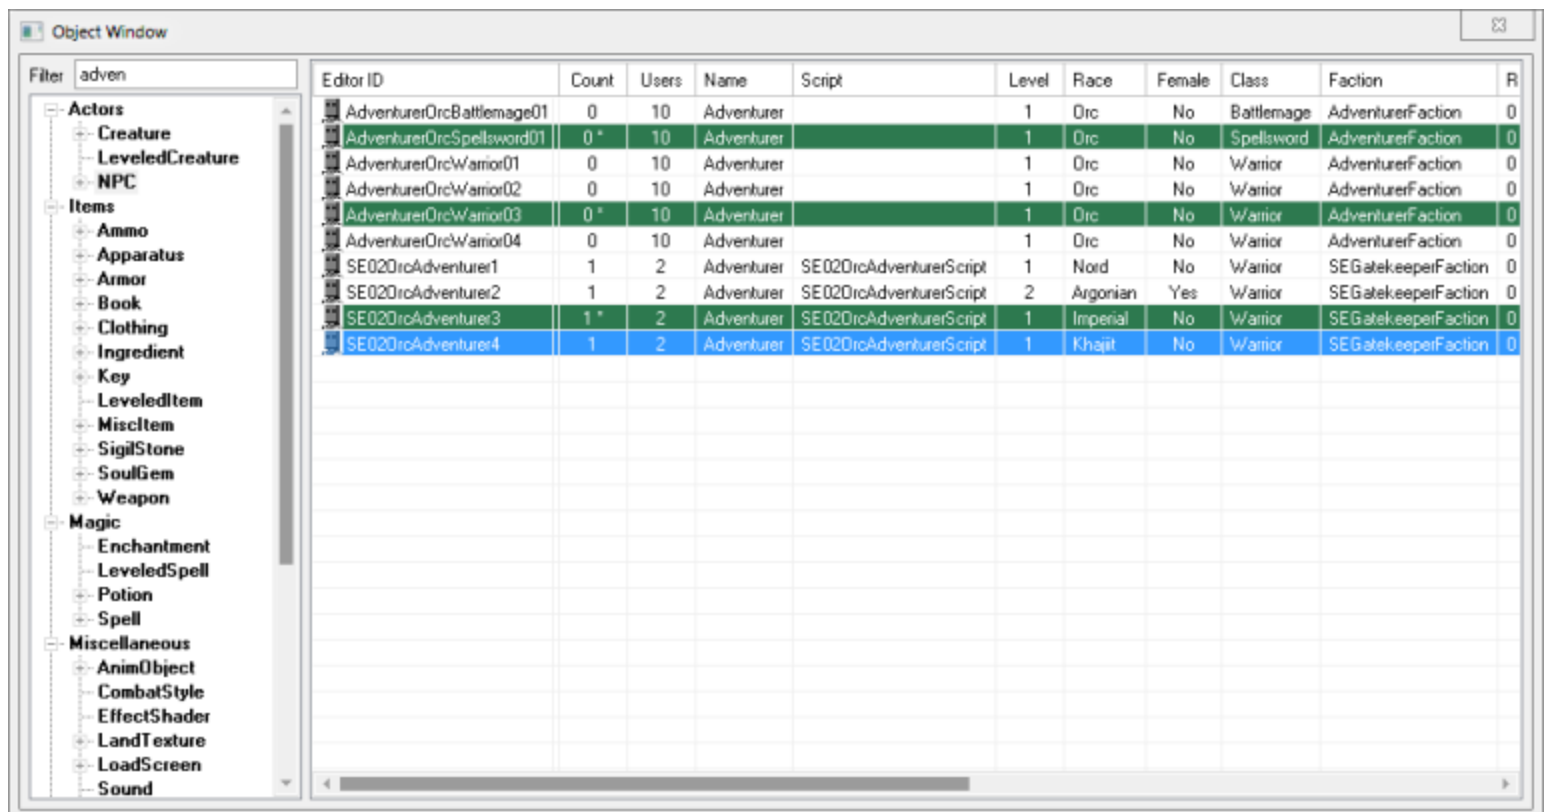 Object Window
Filter adven
Actors
Creature
LeveledCreature
NPC
Items
Ammo
Apparatus
Armor
Book
Clothing
Ingredient
Key
LeveledItem
MiscItem
SigilStone
SoulGem
Weapon
Magic
Enchantment
LeveledSpell
Potion
Spell
Miscellaneous
AnimObject
CombatStyle
EffectShader
LandTexture
LoadScreen
Sound
Editor ID Count Users Name Script Level Race Female Class Faction R
AdventurerOrcBattlemage01 0 10 Adventurer 1 Orc No Battlemage AdventurerFaction 0
AdventurerOrcSpellsword01 0 * 10 Adventurer 1 Orc No Spellsword AdventurerFaction 0
AdventurerOrcWarrior01 0 10 Adventurer 1 Orc No Warrior AdventurerFaction 0
AdventurerOrcWarrior02 0 10 Adventurer 1 Orc No Warrior AdventurerFaction 0
AdventurerOrcWarrior03 0 * 10 Adventurer 1 Orc No Warrior AdventurerFaction 0
AdventurerOrcWarrior04 0 10 Adventurer 1 Orc No Warrior AdventurerFaction 0
SE02OrcAdventurer1 1 2 Adventurer SE02OrcAdventurerScript 1 Nord No Warrior SEGatekeeperFaction 0
SE02OrcAdventurer2 1 2 Adventurer SE02OrcAdventurerScript 2 Argonian Yes Warrior SEGatekeeperFaction 0
SE02OrcAdventurer3 1 * 2 Adventurer SE02OrcAdventurerScript 1 Imperial No Warrior SEGatekeeperFaction 0
SE02OrcAdventurer4 1 2 Adventurer SE02OrcAdventurerScript 1 Khajiit No Warrior SEGatekeeperFaction 0